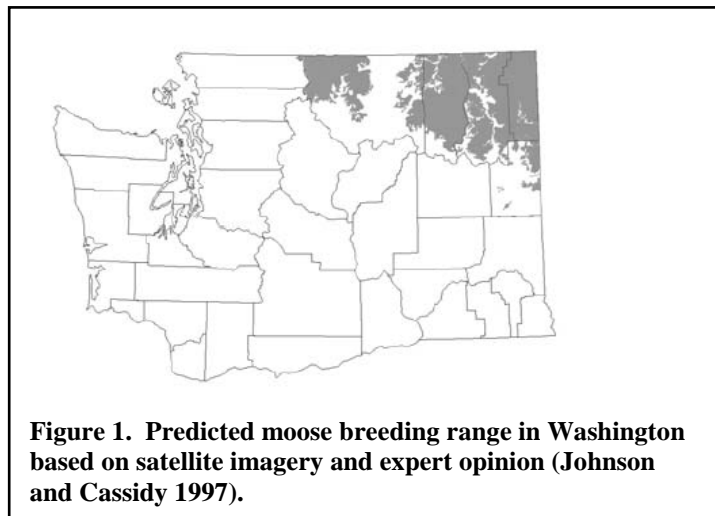 Figure 1.  Predicted moose breeding range in Washington
based on satellite imagery and expert opinion (Johnson
and Cassidy 1997).